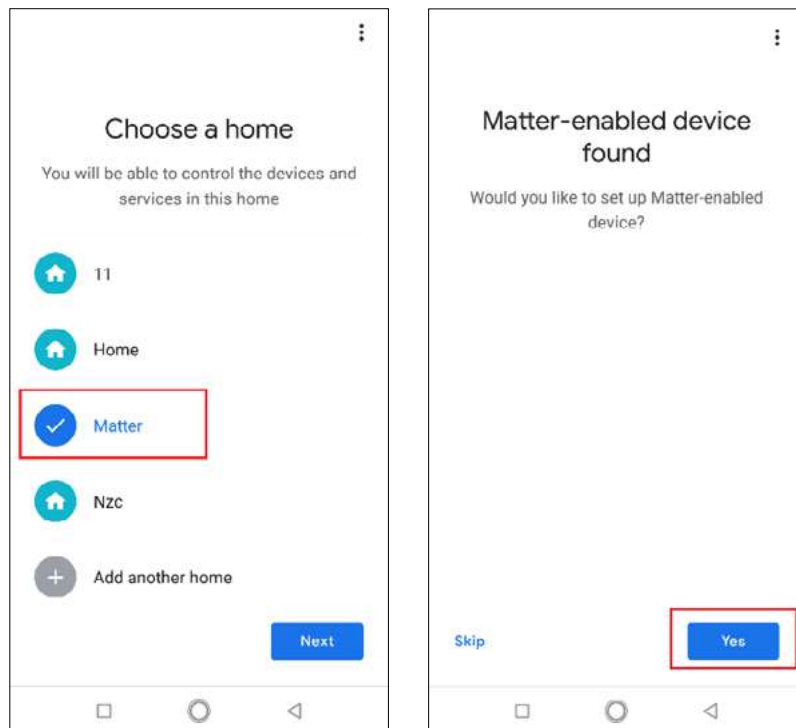 Choose a home
You will be able to control the devices and
services in this home
11
Home
Matter
Nzc
Add another home
Next
Matter-enabled device
found
Would you like to set up Matter-enabled
device?
Skip
Yes